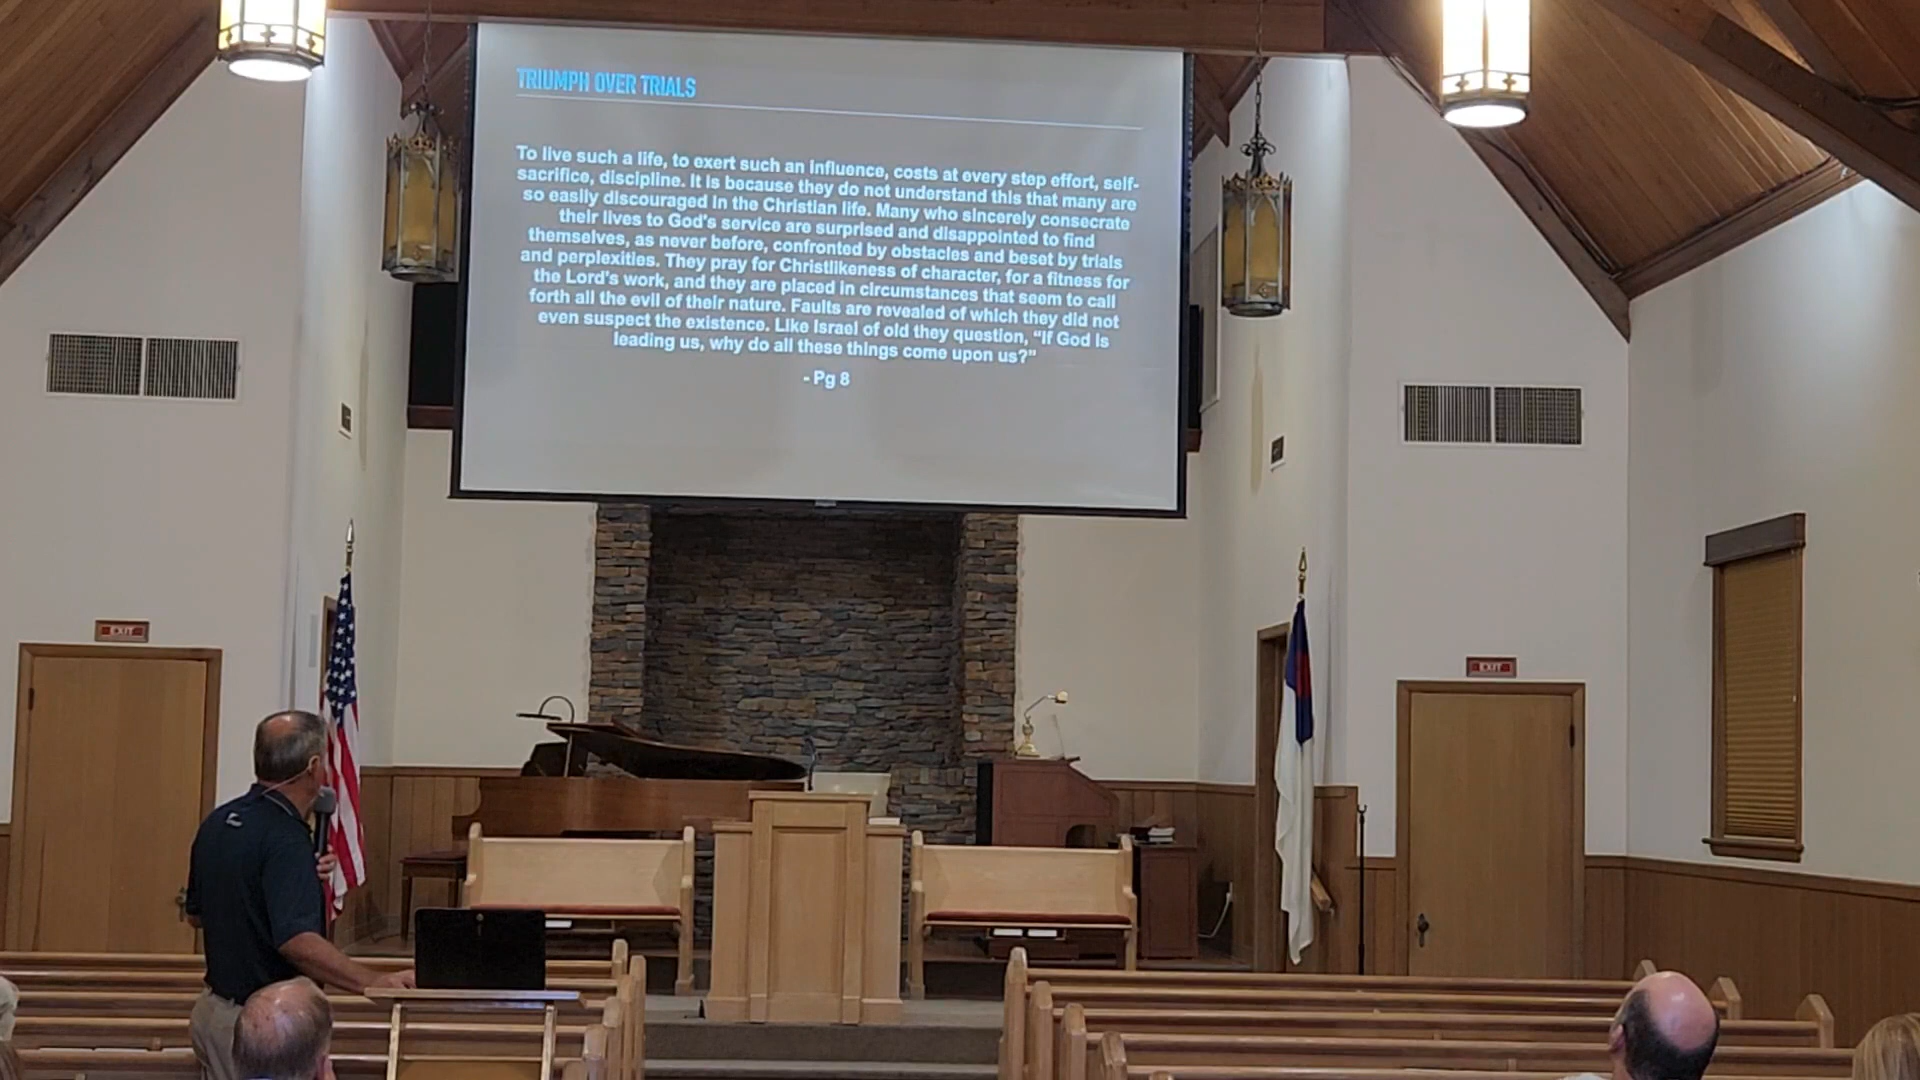 TRIUMPH OVER TRIALS
To live such a life, to exert such an influence, costs at every step effort, self-
sacrifice, discipline. It is because they do not understand this that many are
so easily discouraged in the Christian life. Many who sincerely consecrate
their lives to God's service are surprised and disappointed to find
themselves, as never before, confronted by obstacles and beset by trials
and perplexities. They pray for Christlikeness of character, for a fitness for
the Lord's work, and they are placed in circumstances that seem to call
forth all the evil of their nature. Faults are revealed of which they did not
even suspect the existence. Like Israel of old they question, "If God is
leading us, why do all these things come upon us?"
- Pg 8
EXIT
EXIT